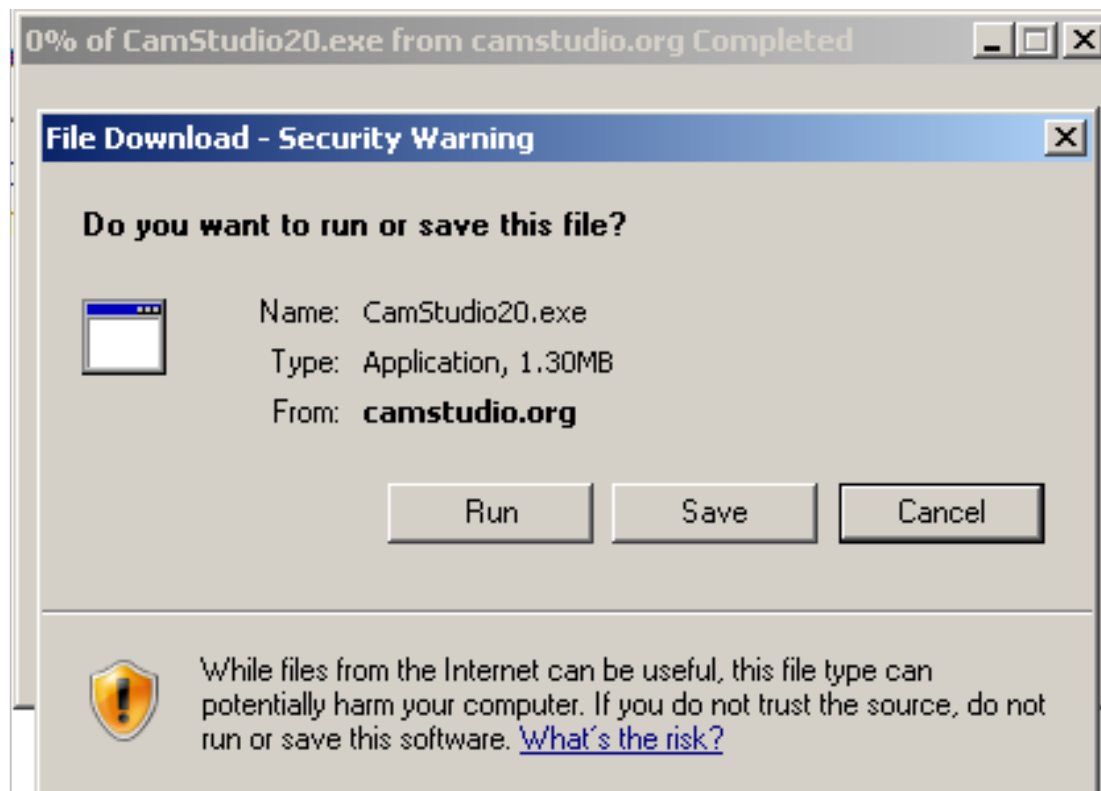 0% of CamStudio20.exe from camstudio.org Completed
File Download - Security Warning
Do you want to run or save this file?
Name: CamStudio20.exe
Type: Application, 1.30MB
From: camstudio.org
Run Save Cancel
While files from the Internet can be useful, this file type can
potentially harm your computer. If you do not trust the source, do not
run or save this software. What's the risk?